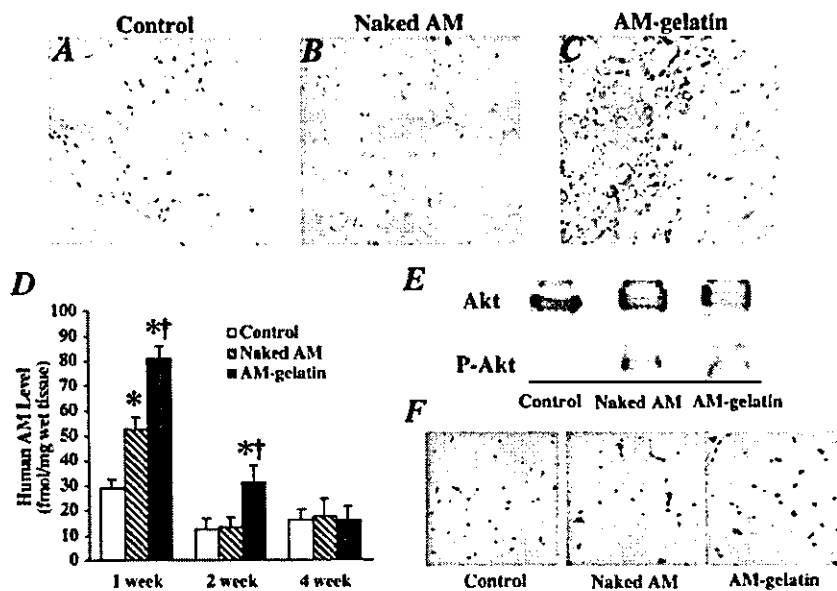 Control
Naked AM
AM-gelatin
A
B
C
D
Human AM Level
(fmol/mg wet tissue)
100
90
80
70
60
50
40
30
20
10
0
*
*†
*†
Control
Naked AM
AM-gelatin
1 week
2 week
4 week
E
Akt
P-Akt
Control
Naked AM
AM-gelatin
F
Control
Naked AM
AM-gelatin